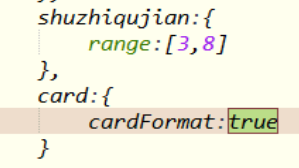 shuzhiqujian:{
range:[3,8]
},
card:{
cardFormat:true
}